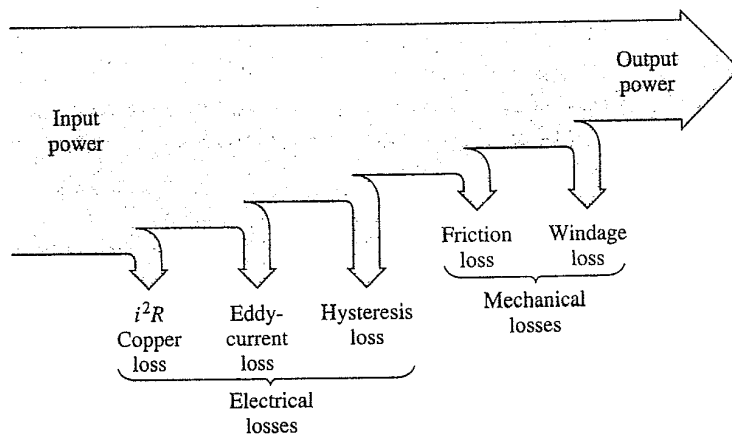 Input
power
Output
power
i²R
Copper
loss
Eddy-
current
loss
Hysteresis
loss
Electrical
losses
Friction
loss
Windage
loss
Mechanical
losses